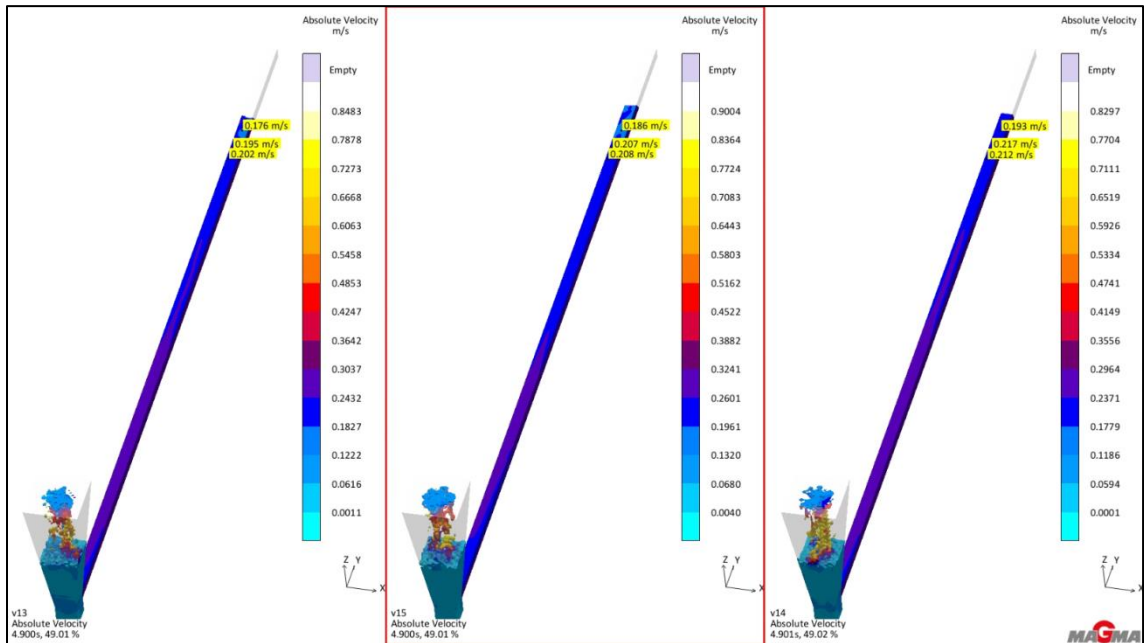 Absolute Velocity
m/s
Empty
0.8483
0.7878
0.7273
0.6668
0.6063
0.5458
0.4853
0.4247
0.3642
0.3037
0.2432
0.1827
0.1222
0.0616
0.0011
0.176 m/s
0.195 m/s
0.202 m/s
Z Y
X
v13
Absolute Velocity
4.900s, 49.01 %
Absolute Velocity
m/s
Empty
0.9004
0.8364
0.7724
0.7083
0.6443
0.5803
0.5162
0.4522
0.3882
0.3241
0.2601
0.1961
0.1320
0.0680
0.0040
0.186 m/s
0.207 m/s
0.208 m/s
Z Y
X
v15
Absolute Velocity
4.900s, 49.01 %
Absolute Velocity
m/s
Empty
0.8297
0.7704
0.7111
0.6519
0.5926
0.5334
0.4741
0.4149
0.3556
0.2964
0.2371
0.1779
0.1186
0.0594
0.0001
0.193 m/s
0.217 m/s
0.212 m/s
Z Y
X
v14
Absolute Velocity
4.901s, 49.02 %
MAGMA